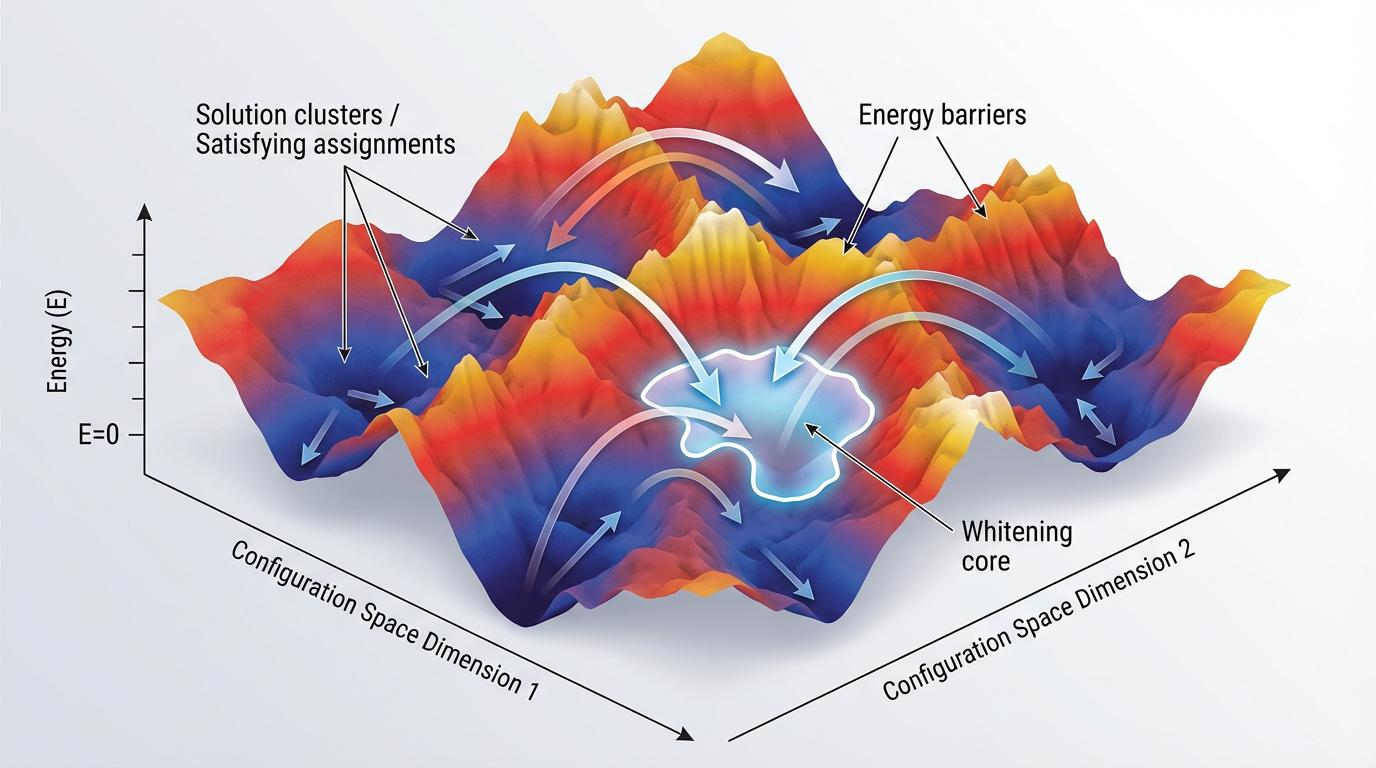 Solution clusters /
Satisfying assignments
Energy barriers
Energy (E)
E=0
Whitening
core
Configuration Space Dimension 1
Configuration Space Dimension 2